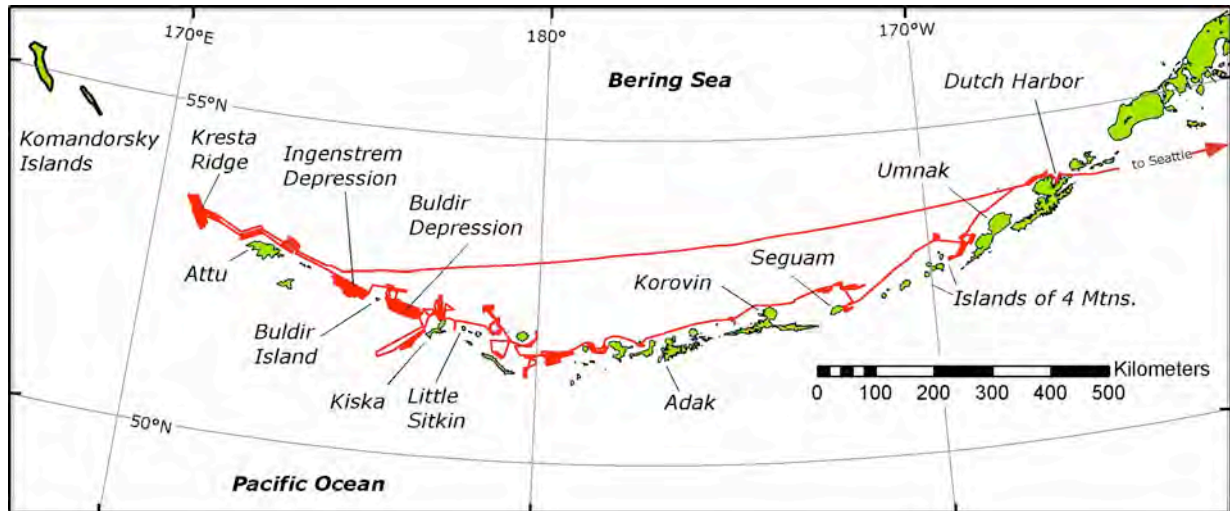 170°E
180°
170°W
Bering Sea
Dutch Harbor
55°N
Komandorsky
Islands
Kresta
Ridge
Ingenstrem
Depression
to Seattle
Umnak
Buldir
Depression
Attu
Seguam
Korovin
Islands of 4 Mtns.
Buldir
Island
Kiska
Little
Sitkin
Adak
Kilometers
0 50 100 200 300 400 500
50°N
Pacific Ocean